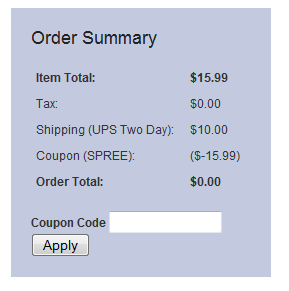 Order Summary
Item Total: $15.99
Tax: $0.00
Shipping (UPS Two Day): $10.00
Coupon (SPREE): ($-15.99)
Order Total: $0.00
Coupon Code
Apply